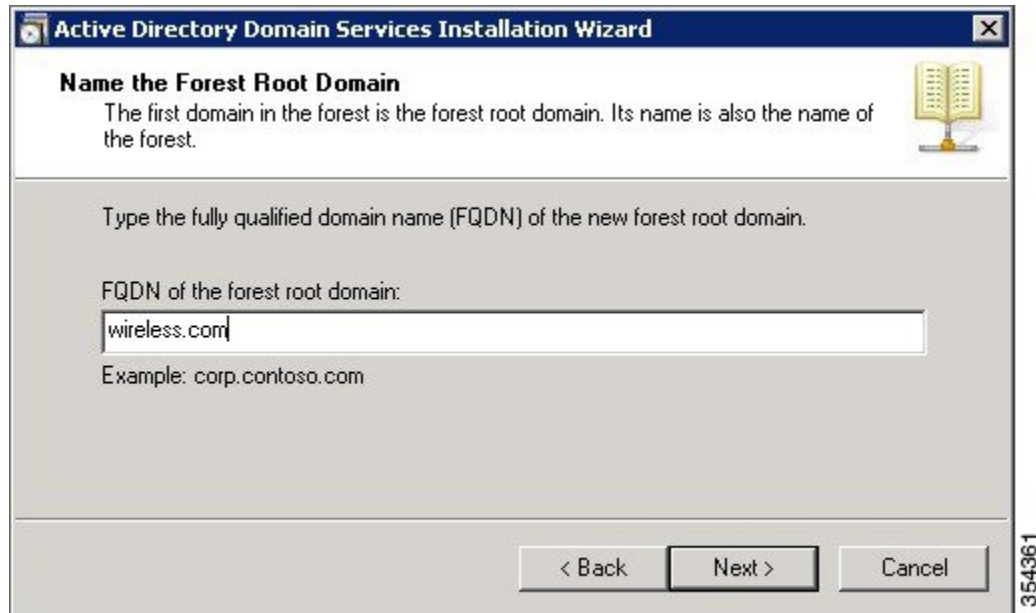 Active Directory Domain Services Installation Wizard
Name the Forest Root Domain
The first domain in the forest is the forest root domain. Its name is also the name of
the forest.
Type the fully qualified domain name (FQDN) of the new forest root domain.
FQDN of the forest root domain:
wireless.com
Example: corp.contoso.com
< Back
Next >
Cancel
354361